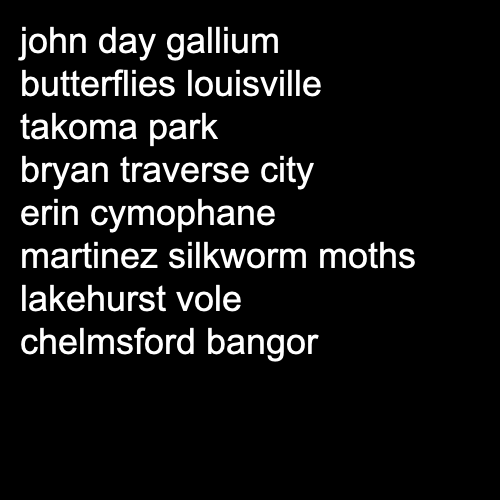 john day gallium
butterflies louisville
takoma park
bryan traverse city
erin cymophane
martinez silkworm moths
lakehurst vole
chelmsford bangor